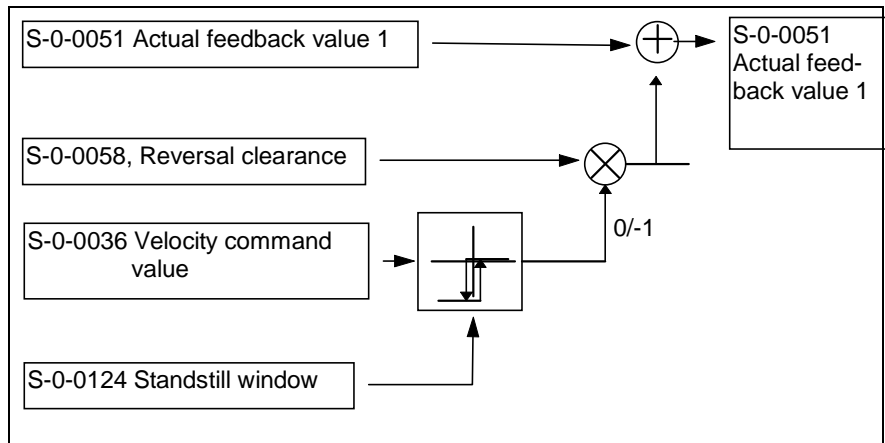 S-0-0051 Actual feedback value 1
S-0-0051
Actual feed-
back value 1
S-0-0058, Reversal clearance
0/-1
S-0-0036 Velocity command
value
S-0-0124 Standstill window